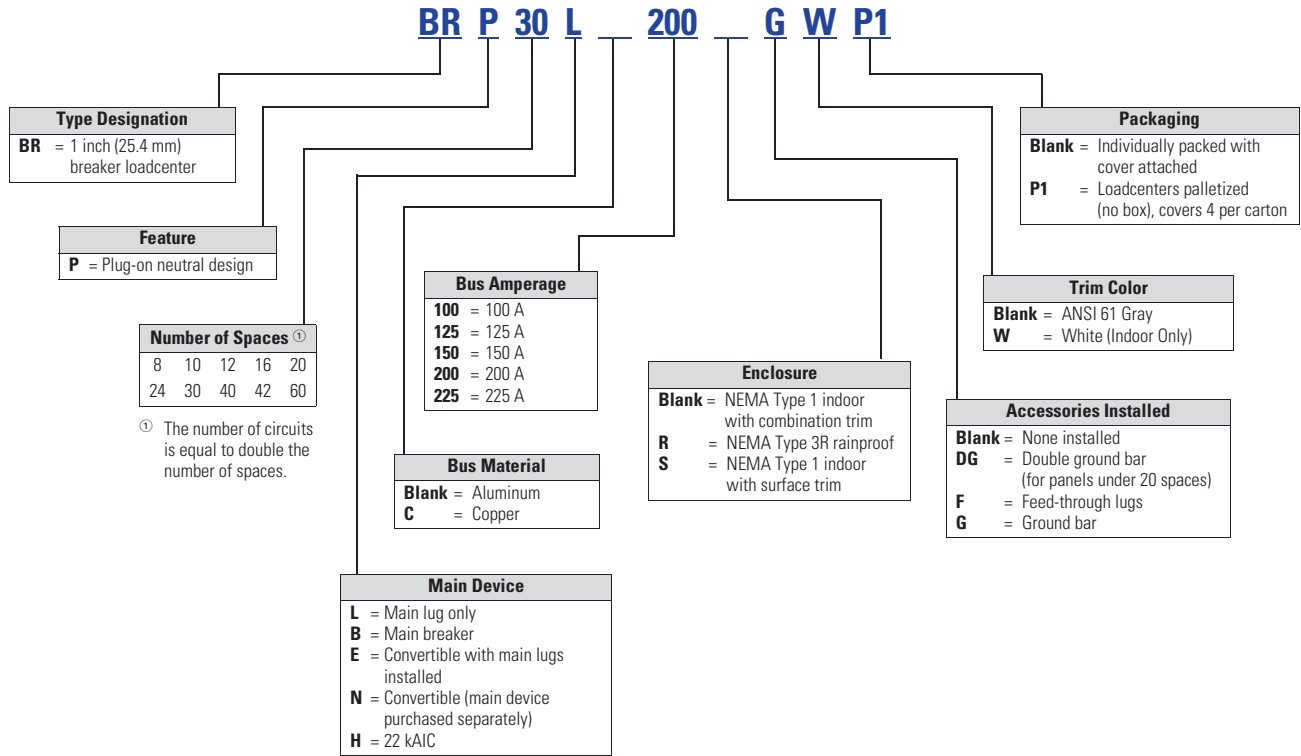 BR P 30 L __ 200 __ G W P1
Type Designation
BR = 1 inch (25.4 mm)
breaker loadcenter
Feature
P = Plug-on neutral design
Number of Spaces ①
8 10 12 16 20
24 30 40 42 60
① The number of circuits
is equal to double the
number of spaces.
Main Device
L = Main lug only
B = Main breaker
E = Convertible with main lugs
installed
N = Convertible (main device
purchased separately)
H = 22 kAIC
Bus Material
Blank = Aluminum
C = Copper
Bus Amperage
100 = 100 A
125 = 125 A
150 = 150 A
200 = 200 A
225 = 225 A
Enclosure
Blank = NEMA Type 1 indoor
with combination trim
R = NEMA Type 3R rainproof
S = NEMA Type 1 indoor
with surface trim
Accessories Installed
Blank = None installed
DG = Double ground bar
(for panels under 20 spaces)
F = Feed-through lugs
G = Ground bar
Trim Color
Blank = ANSI 61 Gray
W = White (Indoor Only)
Packaging
Blank = Individually packed with
cover attached
P1 = Loadcenters palletized
(no box), covers 4 per carton